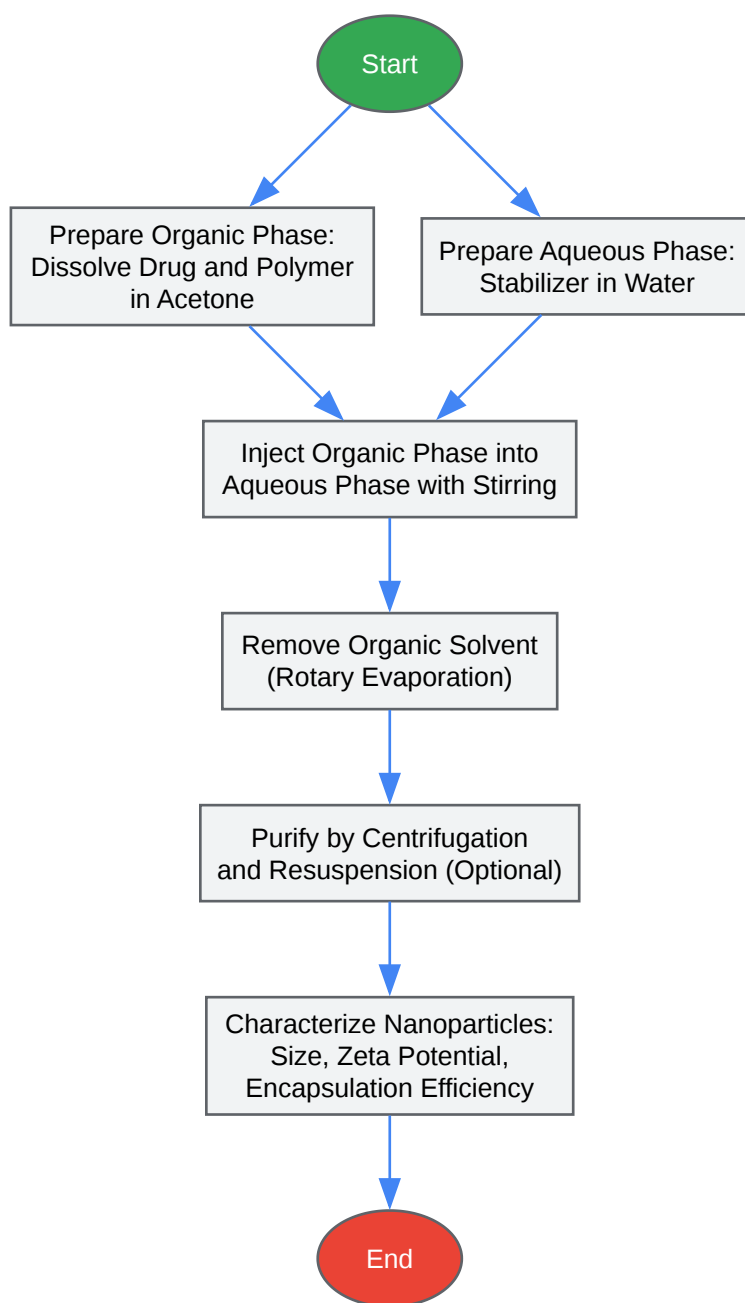 Start
Prepare Organic Phase:
Dissolve Drug and Polymer
in Acetone
Prepare Aqueous Phase:
Stabilizer in Water
Inject Organic Phase into
Aqueous Phase with Stirring
Remove Organic Solvent
(Rotary Evaporation)
Purify by Centrifugation
and Resuspension (Optional)
Characterize Nanoparticles:
Size, Zeta Potential,
Encapsulation Efficiency
End